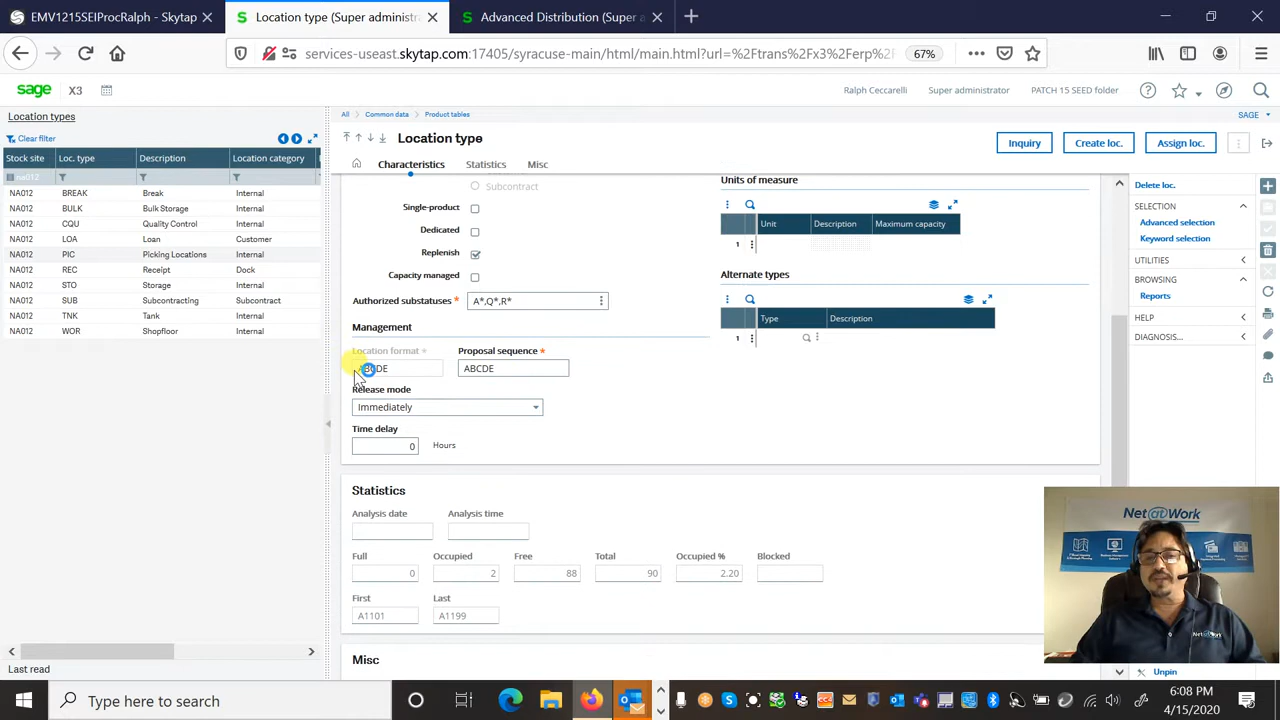 EMV1215SEIProcRalph - Skytap
Location type (Super administra
Advanced Distribution (Super a
services-useast.skytap.com:17405/syracuse-main/html/main.html?url=%2Ftrans%2Fx3%2Ferp%
67%
sage X3
Ralph Ceccarelli Super administrator PATCH 15 SEED folder
Location types
All Common data Product tables
SAGE
Clear filter
Location type
Inquiry Create loc. Assign loc.
Stock site Loc. type Description Location category
na012
Characteristics Statistics Misc
NA012 BREAK Break Internal
NA012 BULK Bulk Storage Internal
NA012 CQU Quality Control Internal
NA012 LOA Loan Customer
NA012 PIC Picking Locations Internal
NA012 REC Receipt Dock
NA012 STO Storage Internal
NA012 SUB Subcontracting Subcontract
NA012 TNK Tank Internal
NA012 WOR Shopfloor Internal
Subcontract
Single-product
Dedicated
Replenish
Capacity managed
Authorized substatuses * A*,Q*,R*
Management
Location format * Proposal sequence *
ABCDE ABCDE
Release mode
Immediately
Time delay
0 Hours
Units of measure
Unit Description Maximum capacity
1
Alternate types
Type Description
1
Statistics
Analysis date Analysis time
Full Occupied Free Total Occupied % Blocked
0 2 88 90 2.20
First Last
A1101 A1199
Misc
Delete loc.
SELECTION
Advanced selection
Keyword selection
UTILITIES
BROWSING
Reports
HELP
DIAGNOSIS...
Unpin
Last read
Net@Work
Net@Work
Type here to search
6:08 PM
4/15/2020